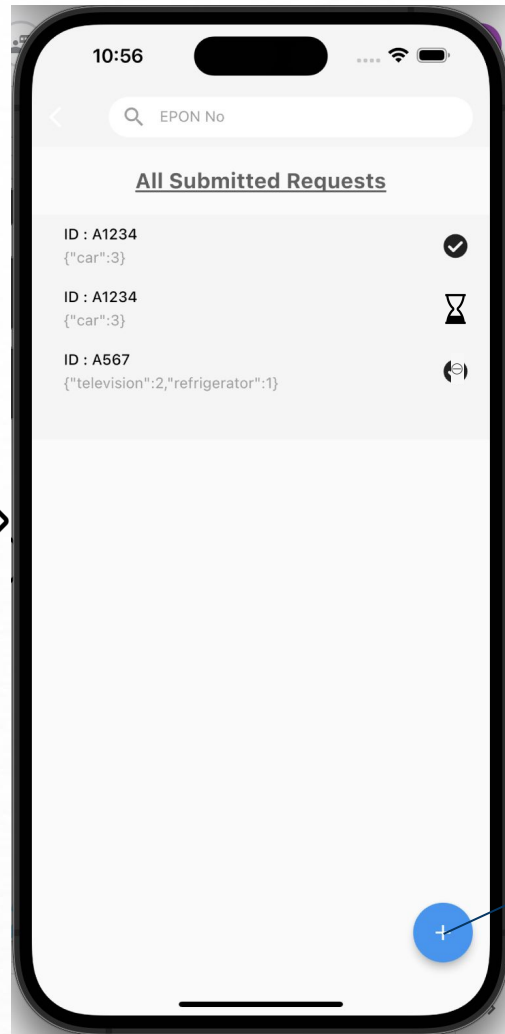 10:56
EPON No
All Submitted Requests
ID : A1234
{"car":3}
ID : A1234
{"car":3}
ID : A567
{"television":2,"refrigerator":1}